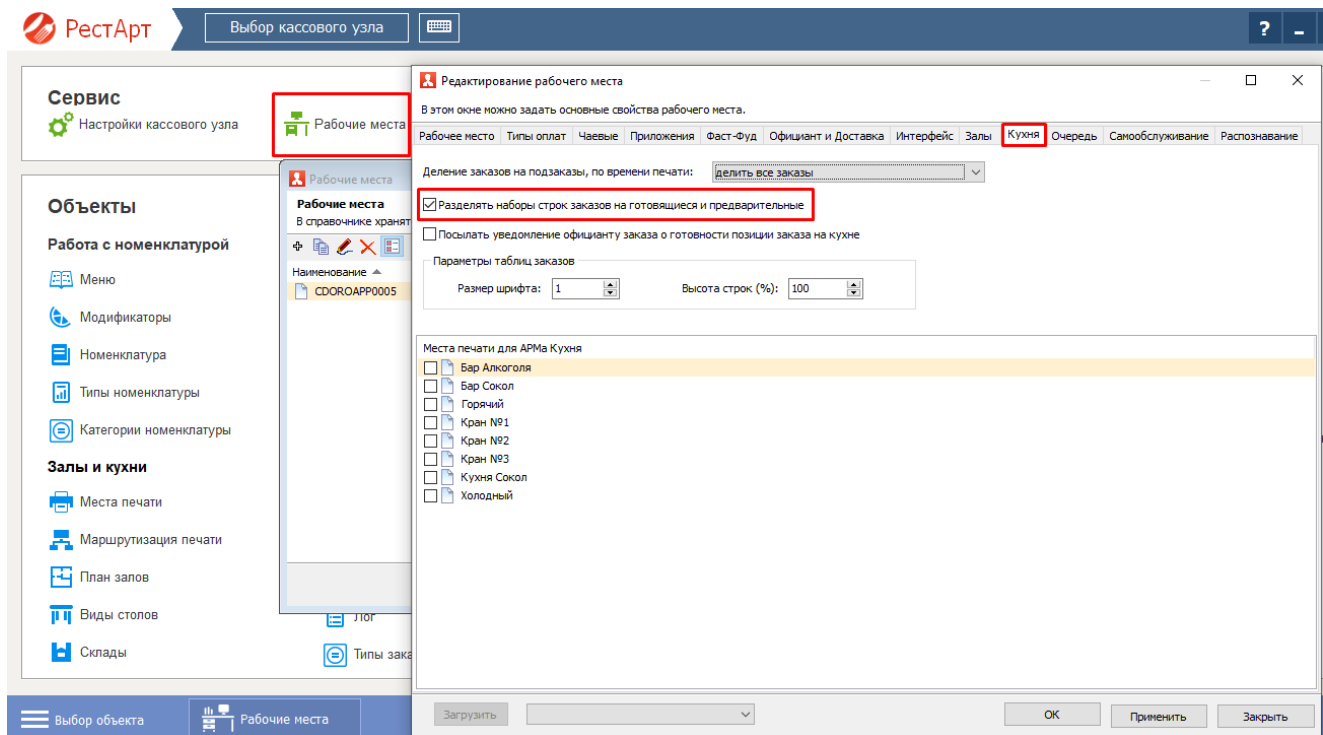 РестАрт
Выбор кассового узла
?
Сервис
Настройки кассового узла
Рабочие места
Объекты
Работа с номенклатурой
Меню
Модификаторы
Номенклатура
Типы номенклатуры
Категории номенклатуры
Залы и кухни
Места печати
Маршрутизация печати
План залов
Виды столов
Склады
Лог
Типы зака
Рабочие места
Рабочие места
В справочнике хранят
Наименование
CDOROAPP0005
Редактирование рабочего места
В этом окне можно задать основные свойства рабочего места.
Рабочее место Типы оплат Чаевые Приложения Фаст-Фуд Официант и Доставка Интерфейс Залы Кухня Очередь Самообслуживание Распознавание
Деление заказов на подзаказы, по времени печати: делить все заказы
Разделять наборы строк заказов на готовящиеся и предварительные
Посылать уведомление официанту заказа о готовности позиции заказа на кухне
Параметры таблиц заказов
Размер шрифта: 1 Высота строк (%): 100
Места печати для АРМа Кухня
Бар Алкоголя
Бар Сокол
Горячий
Кран №1
Кран №2
Кран №3
Кухня Сокол
Холодный
Загрузить
ОК Применить Закрыть
Выбор объекта
Рабочие места